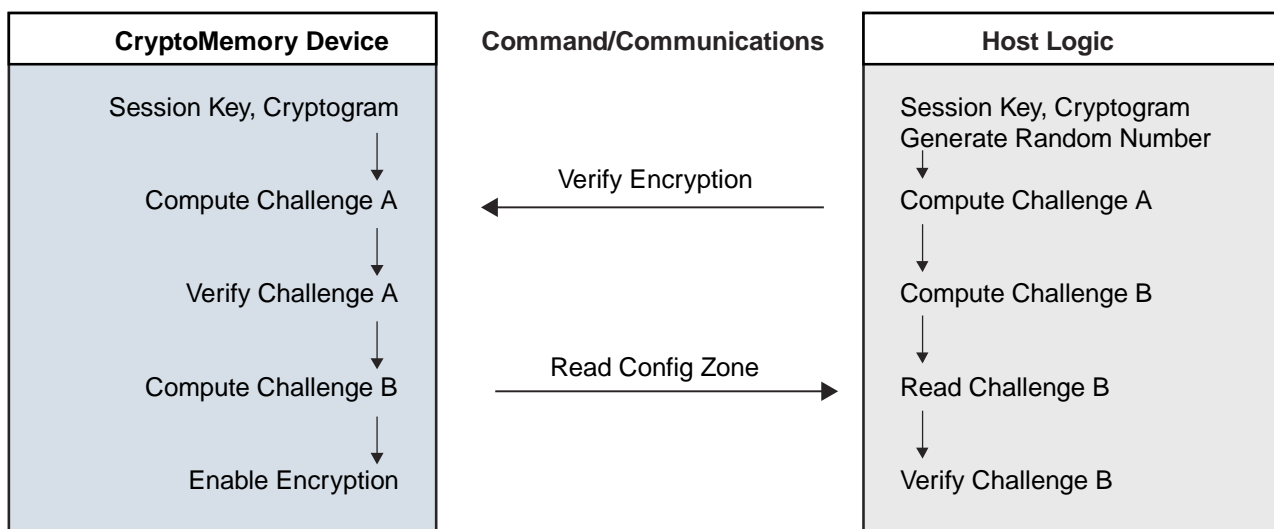 CryptoMemory Device
Command/Communications
Host Logic
Session Key, Cryptogram
Compute Challenge A
Verify Challenge A
Compute Challenge B
Enable Encryption
Verify Encryption
Read Config Zone
Session Key, Cryptogram
Generate Random Number
Compute Challenge A
Compute Challenge B
Read Challenge B
Verify Challenge B